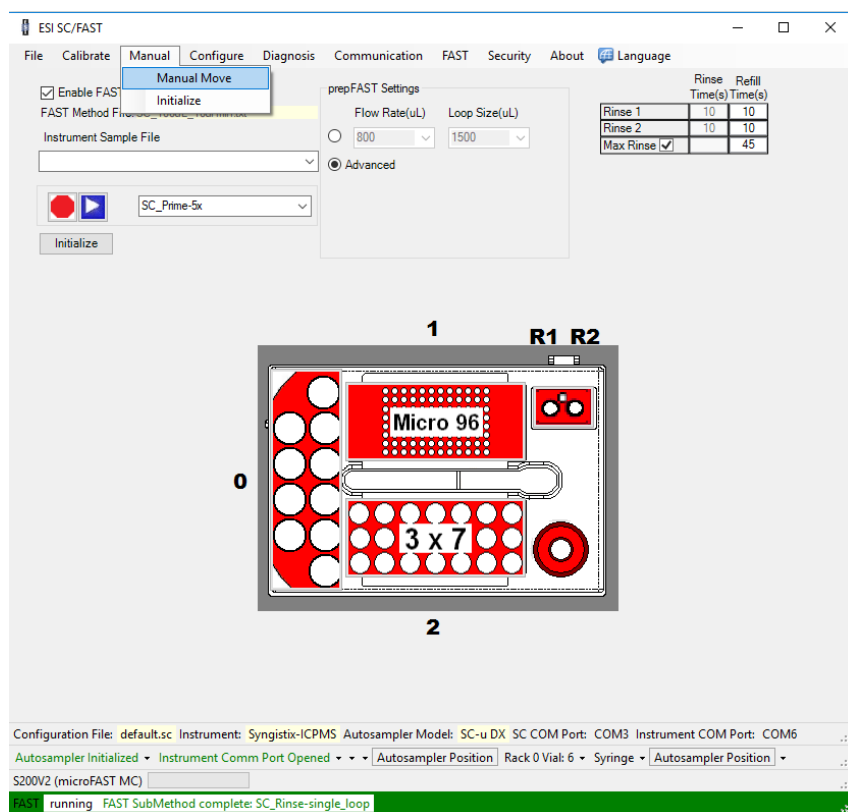 ESI SC/FAST
File Calibrate Manual Configure Diagnosis Communication FAST Security About Language
Manual Move
Initialize
Enable FAS
FAST Method
Instrument Sample File
SC_Prime-5x
Initialize
prepFAST Settings
Flow Rate(uL) Loop Size(uL)
800 1500
Advanced
Rinse Time(s) Refill Time(s)
Rinse 1 10 10
Rinse 2 10 10
Max Rinse 45
1 R1 R2
Micro 96
0
3 x 7
2
Configuration File: default.sc Instrument: Syngistix-ICPMS Autosampler Model: SC-u DX SC COM Port: COM3 Instrument COM Port: COM6
Autosampler Initialized Instrument Comm Port Opened Autosampler Position Rack 0 Vial: 6 Syringe Autosampler Position
S200V2 (microFAST MC)
FAST running FAST SubMethod complete: SC_Rinse-single_loop